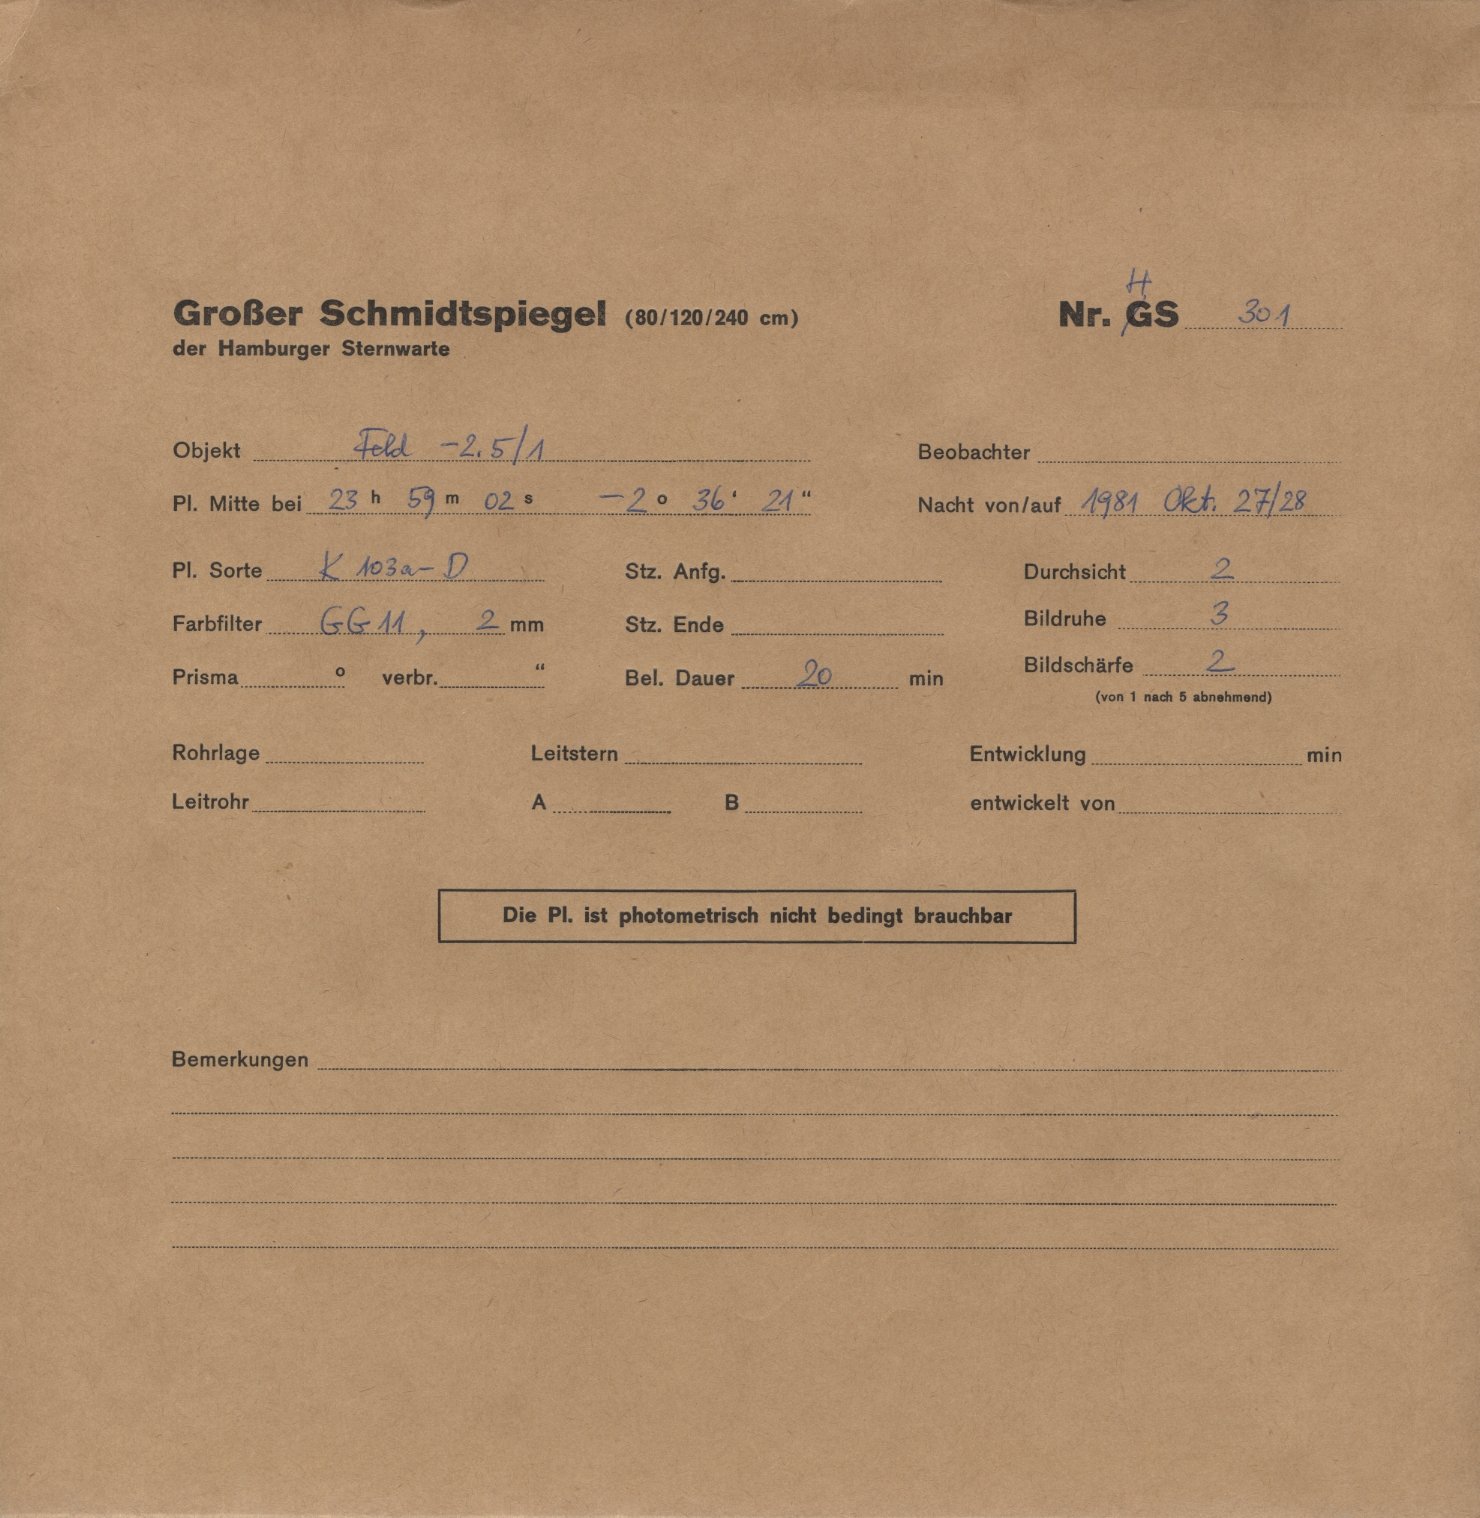 Großer Schmidtspiegel (80/120/240 cm) Nr. HS 301
der Hamburger Sternwarte
Objekt Feld -2.5/1 Beobachter
Pl. Mitte bei 23 h 59 m 02 s -2 o 36 ' 21 " Nacht von/auf 1981 Okt. 27/28
Pl. Sorte K 103a-D Stz. Anfg. Durchsicht 2
Farbfilter GG 11, 2 mm Stz. Ende Bildruhe 3
Prisma o verbr. " Bel. Dauer 20 min Bildschärfe 2
(von 1 nach 5 abnehmend)
Rohrlage Leitstern Entwicklung min
Leitrohr A B entwickelt von
Die Pl. ist photometrisch nicht bedingt brauchbar
Bemerkungen